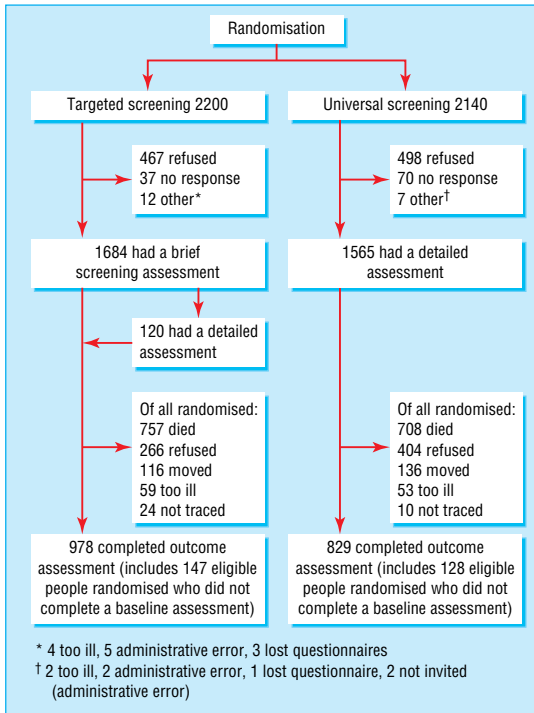 Randomisation
Targeted screening 2200
Universal screening 2140
467 refused
37 no response
12 other*
498 refused
70 no response
7 other†
1684 had a brief
screening assessment
1565 had a detailed
assessment
120 had a detailed
assessment
Of all randomised:
757 died
266 refused
116 moved
59 too ill
24 not traced
Of all randomised:
708 died
404 refused
136 moved
53 too ill
10 not traced
978 completed outcome
assessment (includes 147 eligible
people randomised who did not
complete a baseline assessment)
829 completed outcome
assessment (includes 128 eligible
people randomised who did not
complete a baseline assessment)
* 4 too ill, 5 administrative error, 3 lost questionnaires
† 2 too ill, 2 administrative error, 1 lost questionnaire, 2 not invited
(administrative error)